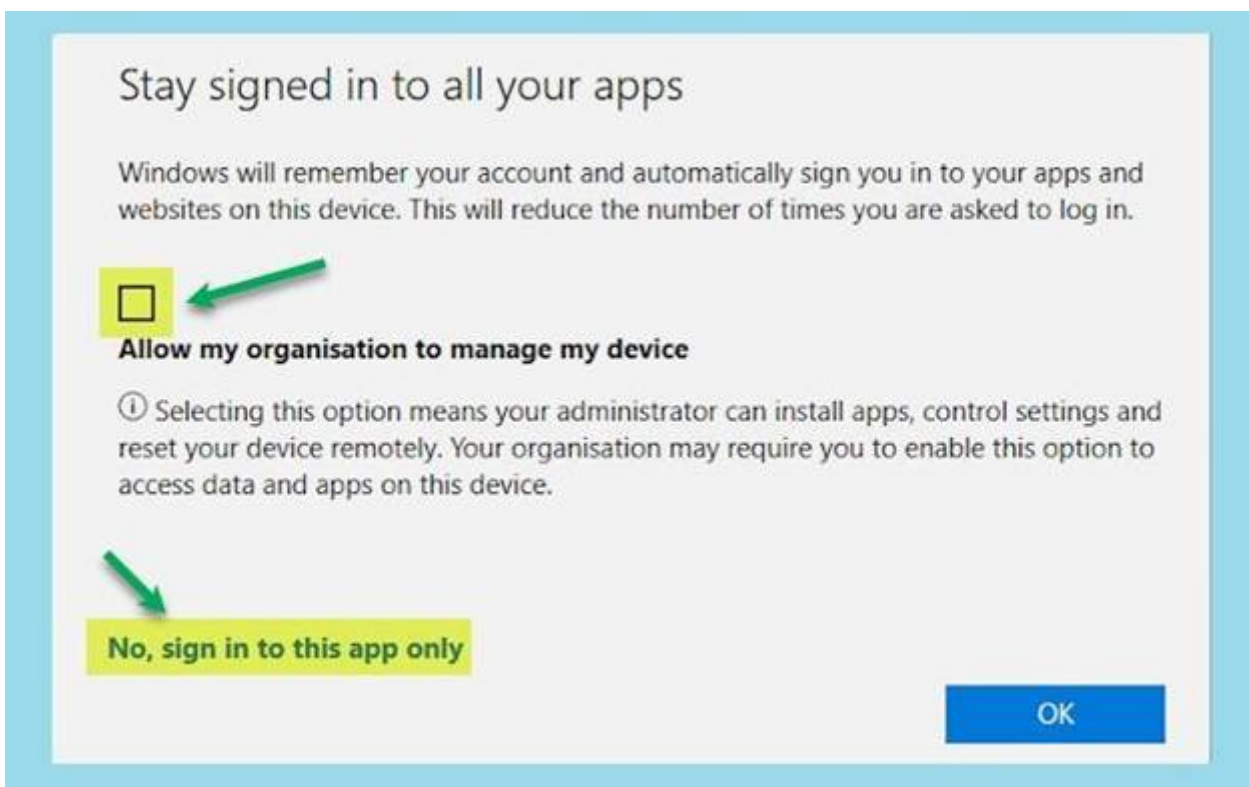 Stay signed in to all your apps
Windows will remember your account and automatically sign you in to your apps and
websites on this device. This will reduce the number of times you are asked to log in.
Allow my organisation to manage my device
ⓘ Selecting this option means your administrator can install apps, control settings and
reset your device remotely. Your organisation may require you to enable this option to
access data and apps on this device.
No, sign in to this app only
OK